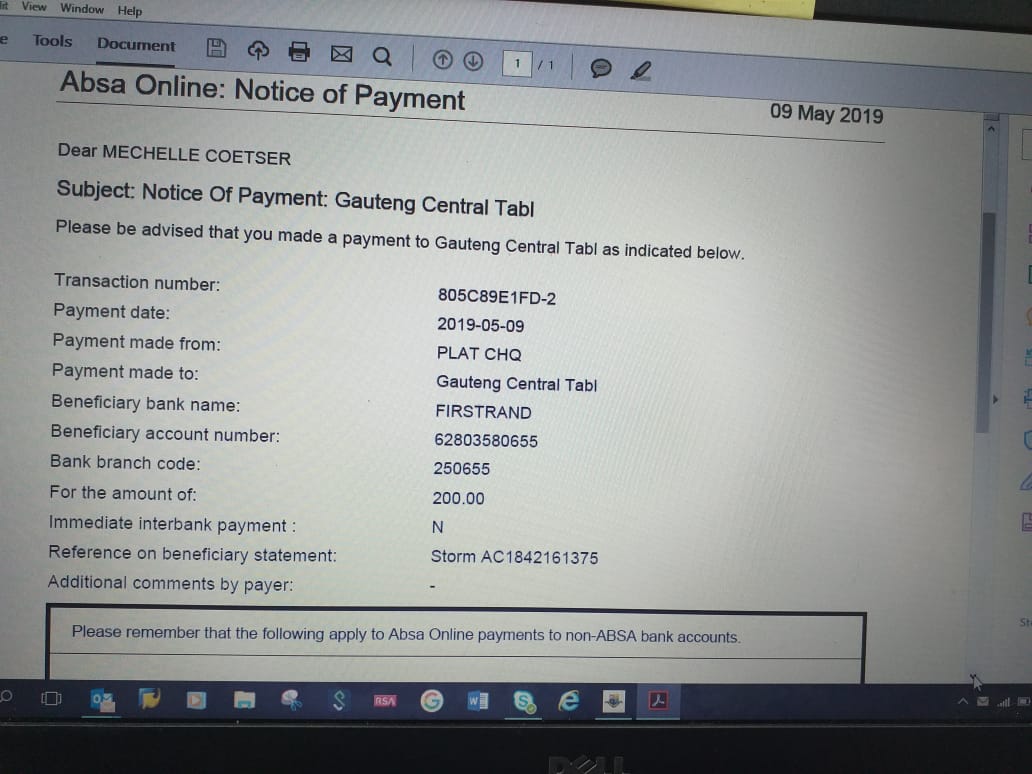 View Window Help
Tools Document 1 / 1
Absa Online: Notice of Payment
09 May 2019
Dear MECHELLE COETSER
Subject: Notice Of Payment: Gauteng Central Tabl
Please be advised that you made a payment to Gauteng Central Tabl as indicated below.
Transaction number: 805C89E1FD-2
Payment date: 2019-05-09
Payment made from: PLAT CHQ
Payment made to: Gauteng Central Tabl
Beneficiary bank name: FIRSTRAND
Beneficiary account number: 62803580655
Bank branch code: 250655
For the amount of: 200.00
Immediate interbank payment : N
Reference on beneficiary statement: Storm AC1842161375
Additional comments by payer: -
Please remember that the following apply to Absa Online payments to non-ABSA bank accounts.
RSA
DELL